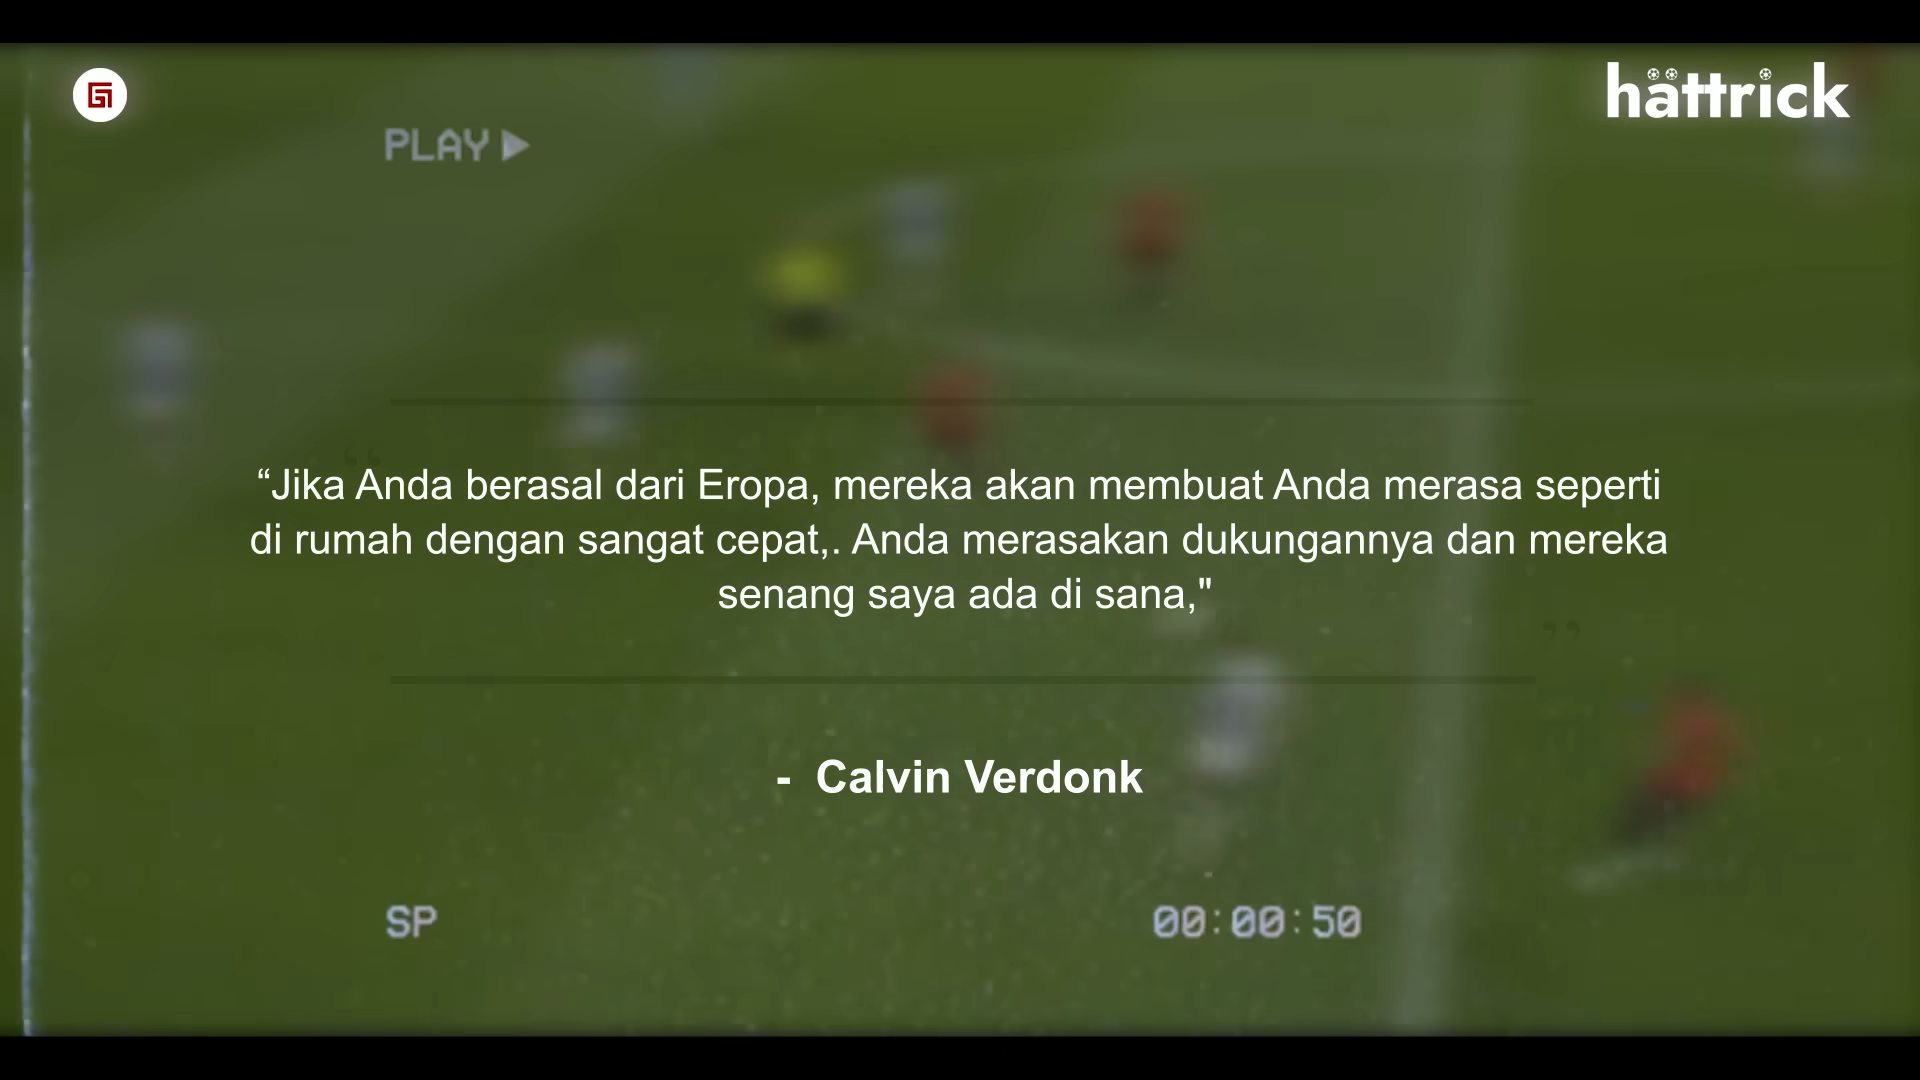 hattrick
PLAY
“Jika Anda berasal dari Eropa, mereka akan membuat Anda merasa seperti
di rumah dengan sangat cepat,. Anda merasakan dukungannya dan mereka
senang saya ada di sana,"
- Calvin Verdonk
SP
00:00:50